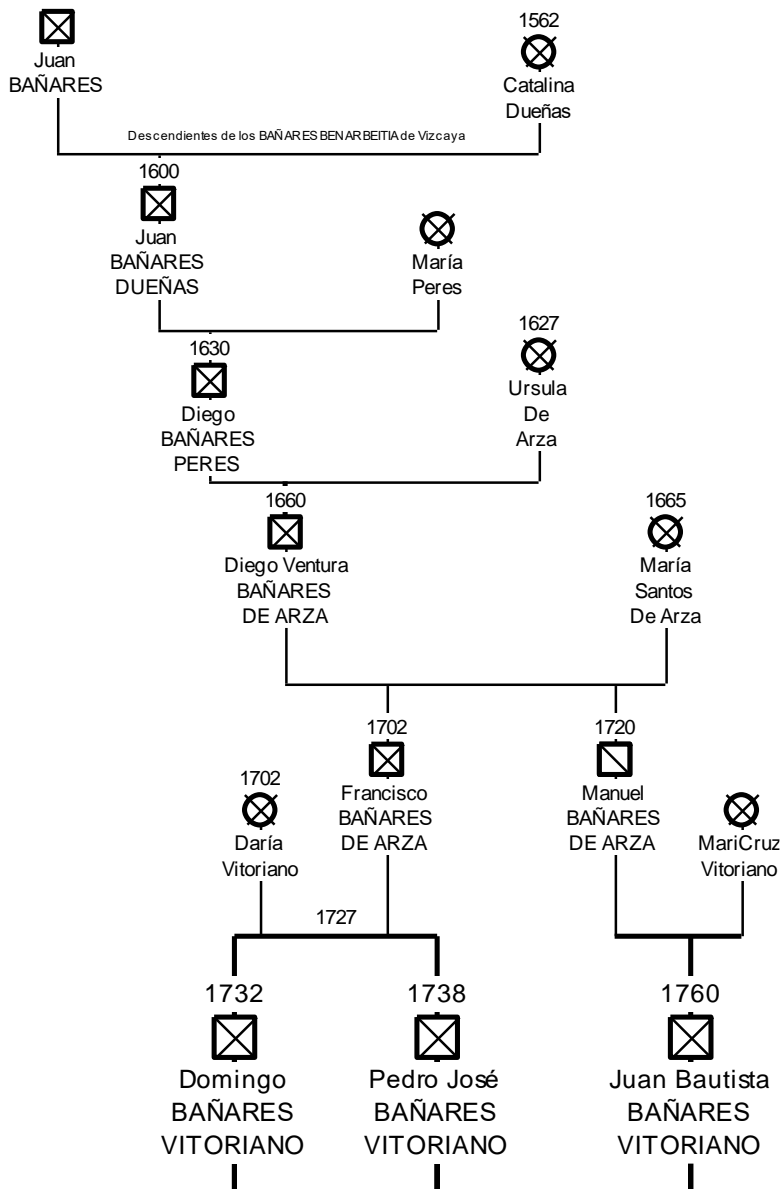 Juan
BAÑARES
1562
Catalina
Dueñas
Descendientes de los BAÑARES BENARBEITIA de Vizcaya
1600
Juan
BAÑARES
DUEÑAS
María
Peres
1630
Diego
BAÑARES
PERES
1627
Ursula
De
Arza
1660
Diego Ventura
BAÑARES
DE ARZA
1665
María
Santos
De Arza
1702
Daría
Vitoriano
1702
Francisco
BAÑARES
DE ARZA
1720
Manuel
BAÑARES
DE ARZA
MariCruz
Vitoriano
1727
1732
Domingo
BAÑARES
VITORIANO
1738
Pedro José
BAÑARES
VITORIANO
1760
Juan Bautista
BAÑARES
VITORIANO